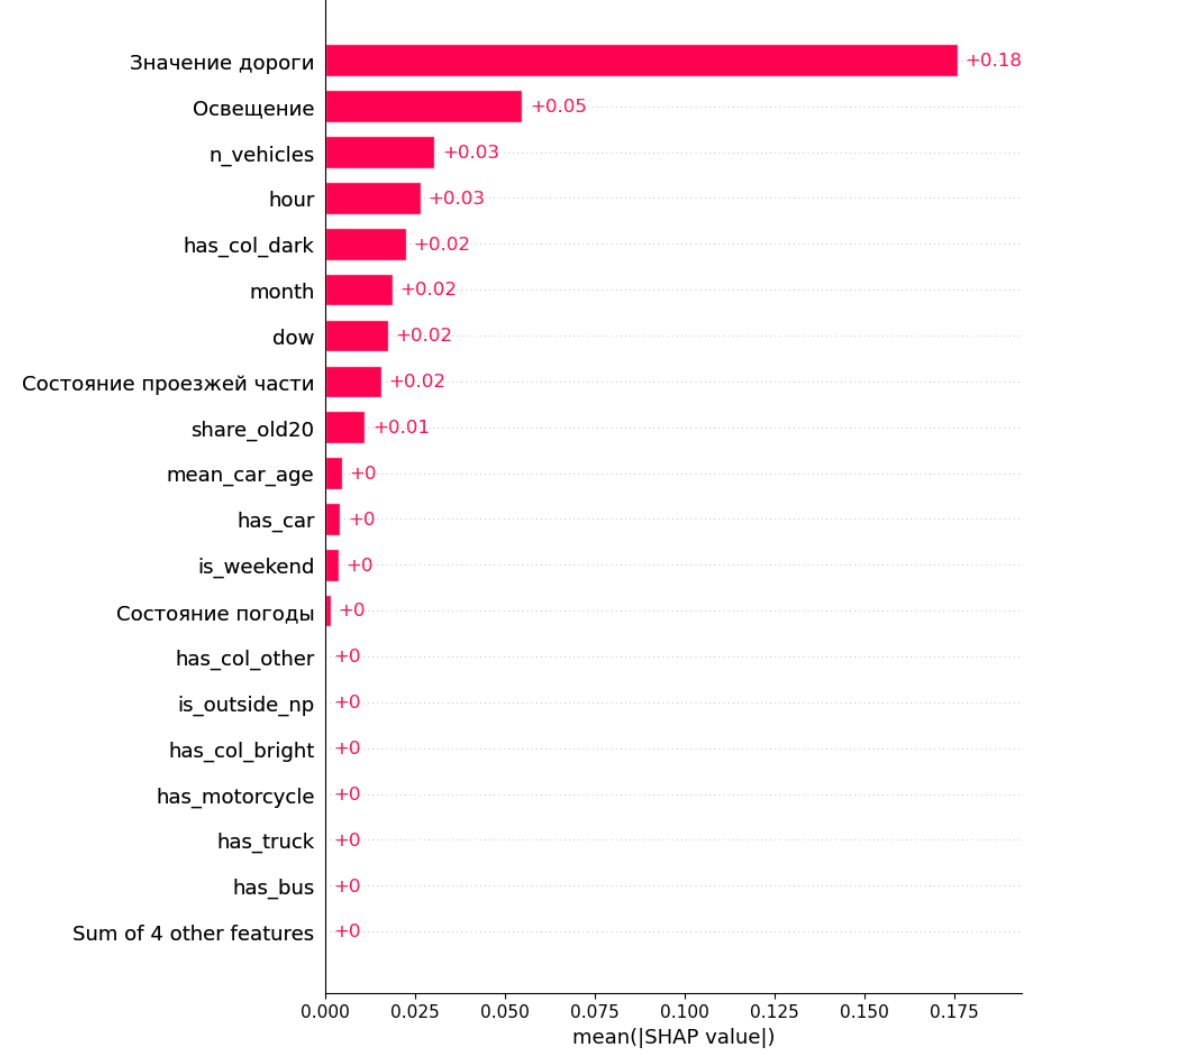 Значение дороги +0.18
Освещение +0.05
n_vehicles +0.03
hour +0.03
has_col_dark +0.02
month +0.02
dow +0.02
Состояние проезжей части +0.02
share_old20 +0.01
mean_car_age +0
has_car +0
is_weekend +0
Состояние погоды +0
has_col_other +0
is_outside_np +0
has_col_bright +0
has_motorcycle +0
has_truck +0
has_bus +0
Sum of 4 other features +0
0.000 0.025 0.050 0.075 0.100 0.125 0.150 0.175
mean(|SHAP value|)